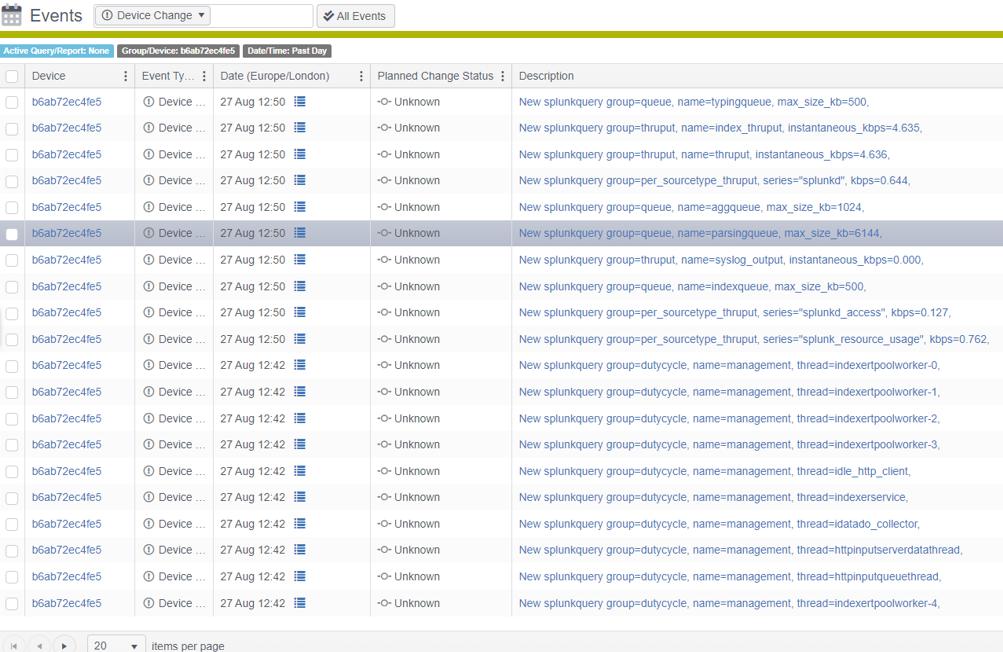 Events Device Change All Events
Active Query/Report: None Group/Device: b6ab72ec4fe5 Date/Time: Past Day
Device Event Ty... Date (Europe/London) Planned Change Status Description
b6ab72ec4fe5 Device ... 27 Aug 12:50 Unknown New splunkquery group=queue, name=typingqueue, max_size_kb=500,
b6ab72ec4fe5 Device ... 27 Aug 12:50 Unknown New splunkquery group=thruput, name=index_thruput, instantaneous_kbps=4.635,
b6ab72ec4fe5 Device ... 27 Aug 12:50 Unknown New splunkquery group=thruput, name=thruput, instantaneous_kbps=4.636,
b6ab72ec4fe5 Device ... 27 Aug 12:50 Unknown New splunkquery group=per_sourcetype_thruput, series="splunkd", kbps=0.644,
b6ab72ec4fe5 Device ... 27 Aug 12:50 Unknown New splunkquery group=queue, name=aggqueue, max_size_kb=1024,
b6ab72ec4fe5 Device ... 27 Aug 12:50 Unknown New splunkquery group=queue, name=parsingqueue, max_size_kb=6144,
b6ab72ec4fe5 Device ... 27 Aug 12:50 Unknown New splunkquery group=thruput, name=syslog_output, instantaneous_kbps=0.000,
b6ab72ec4fe5 Device ... 27 Aug 12:50 Unknown New splunkquery group=queue, name=indexqueue, max_size_kb=500,
b6ab72ec4fe5 Device ... 27 Aug 12:50 Unknown New splunkquery group=per_sourcetype_thruput, series="splunkd_access", kbps=0.127,
b6ab72ec4fe5 Device ... 27 Aug 12:50 Unknown New splunkquery group=per_sourcetype_thruput, series="splunk_resource_usage", kbps=0.762,
b6ab72ec4fe5 Device ... 27 Aug 12:42 Unknown New splunkquery group=dutycycle, name=management, thread=indexertpoolworker-0,
b6ab72ec4fe5 Device ... 27 Aug 12:42 Unknown New splunkquery group=dutycycle, name=management, thread=indexertpoolworker-1,
b6ab72ec4fe5 Device ... 27 Aug 12:42 Unknown New splunkquery group=dutycycle, name=management, thread=indexertpoolworker-2,
b6ab72ec4fe5 Device ... 27 Aug 12:42 Unknown New splunkquery group=dutycycle, name=management, thread=indexertpoolworker-3,
b6ab72ec4fe5 Device ... 27 Aug 12:42 Unknown New splunkquery group=dutycycle, name=management, thread=idle_http_client,
b6ab72ec4fe5 Device ... 27 Aug 12:42 Unknown New splunkquery group=dutycycle, name=management, thread=indexerservice,
b6ab72ec4fe5 Device ... 27 Aug 12:42 Unknown New splunkquery group=dutycycle, name=management, thread=idatado_collector,
b6ab72ec4fe5 Device ... 27 Aug 12:42 Unknown New splunkquery group=dutycycle, name=management, thread=httpinputserverdatathread,
b6ab72ec4fe5 Device ... 27 Aug 12:42 Unknown New splunkquery group=dutycycle, name=management, thread=httpinputqueuethread,
b6ab72ec4fe5 Device ... 27 Aug 12:42 Unknown New splunkquery group=dutycycle, name=management, thread=indexertpoolworker-4,
20 items per page